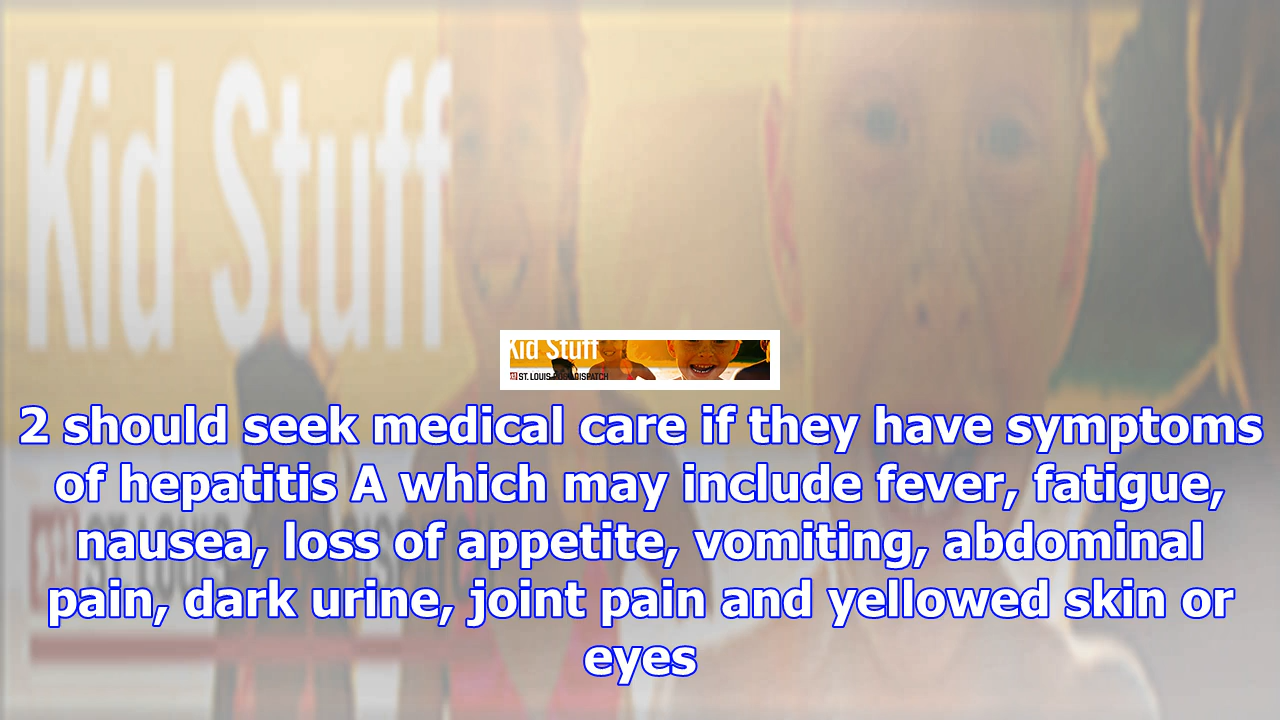 Kid Stuff
Kid Stuff
ST. LOUIS POST-DISPATCH
2 should seek medical care if they have symptoms
of hepatitis A which may include fever, fatigue,
nausea, loss of appetite, vomiting, abdominal
pain, dark urine, joint pain and yellowed skin or
eyes
ST. LOUIS